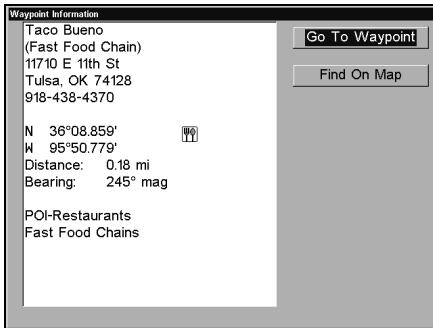 Waypoint Information
Taco Bueno
(Fast Food Chain)
11710 E 11th St
Tulsa, OK 74128
918-438-4370
N 36°08.859'
W 95°50.779'
Distance: 0.18 mi
Bearing: 245° mag
POI-Restaurants
Fast Food Chains
Go To Waypoint
Find On Map